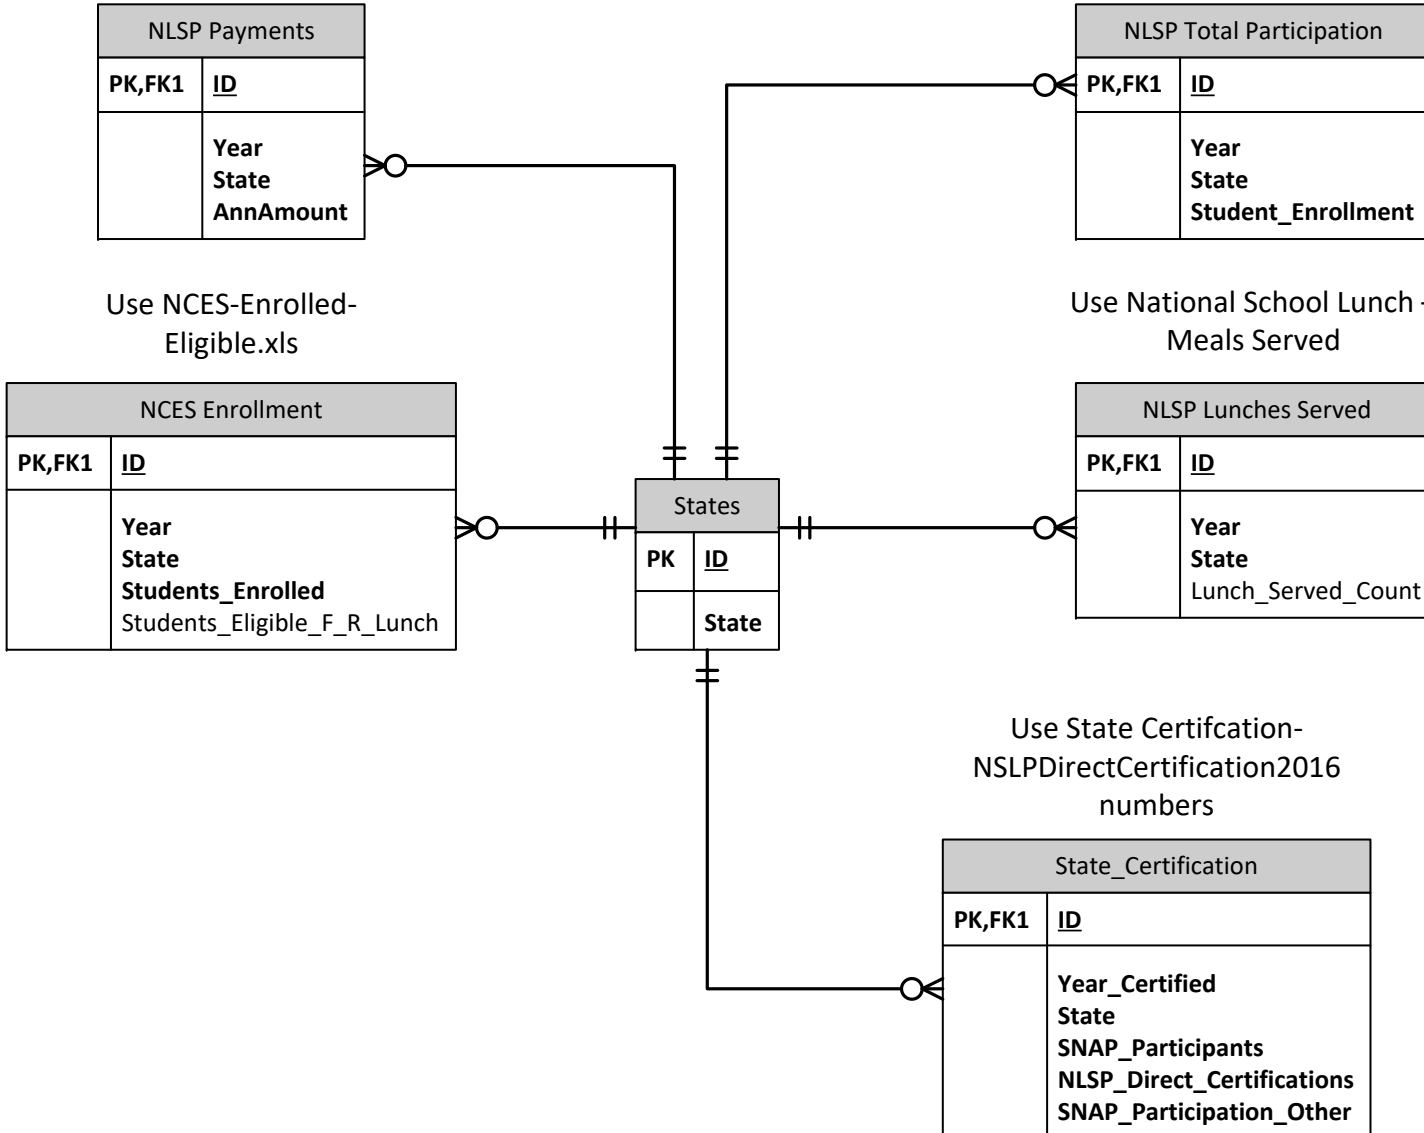 NLSP Payments
PK,FK1 ID
Year
State
AnnAmount
NLSP Total Participation
PK,FK1 ID
Year
State
Student_Enrollment
Use NCES-Enrolled-
Eligible.xls
NCES Enrollment
PK,FK1 ID
Year
State
Students_Enrolled
Students_Eligible_F_R_Lunch
States
PK ID
State
Use National School Lunch -
Meals Served
NLSP Lunches Served
PK,FK1 ID
Year
State
Lunch_Served_Count
Use State Certifcation-
NSLPDirectCertification2016
numbers
State_Certification
PK,FK1 ID
Year_Certified
State
SNAP_Participants
NLSP_Direct_Certifications
SNAP_Participation_Other